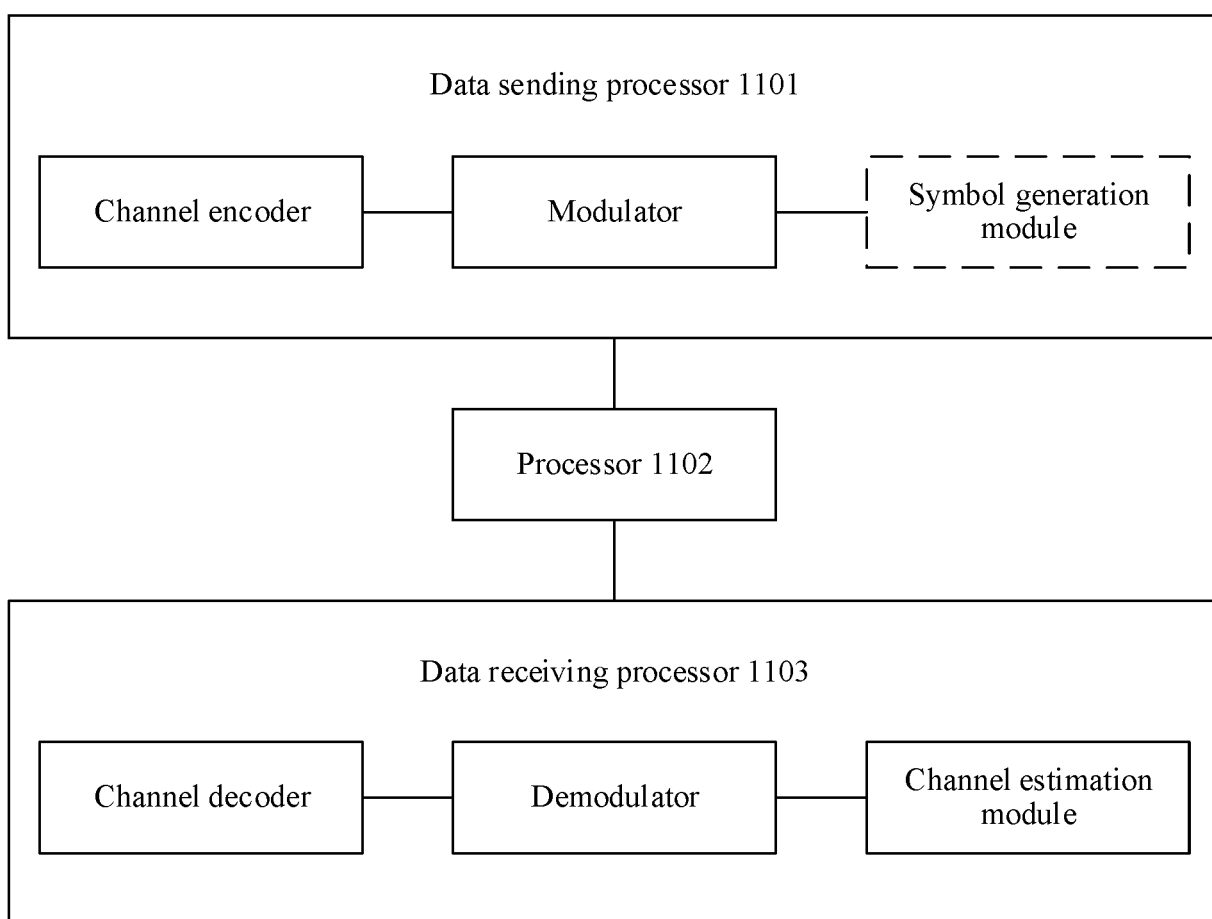 Data sending processor 1101
Channel encoder
Modulator
Symbol generation
module
Processor 1102
Data receiving processor 1103
Channel decoder
Demodulator
Channel estimation
module